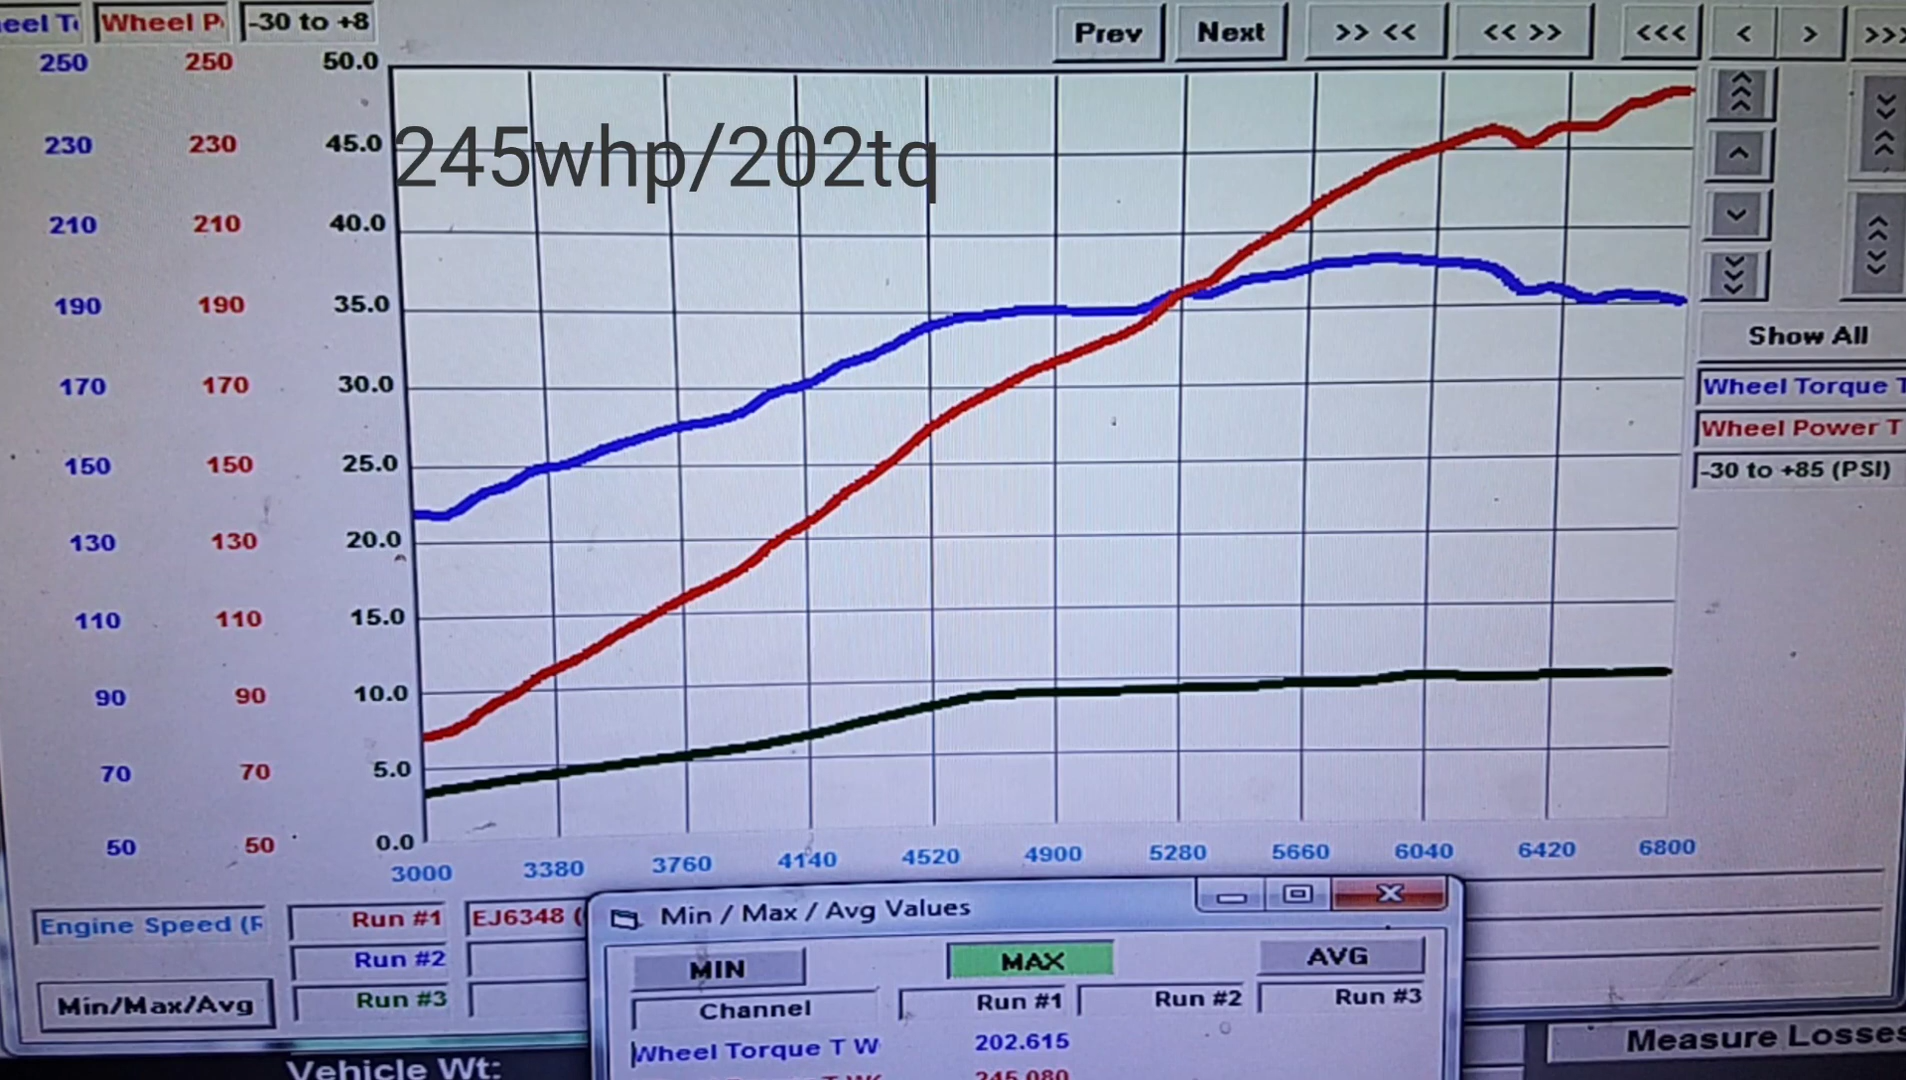 Wheel P
-30 to +8
Prev
Next
>> <<
<< >>
<<<
<
>
>>>
250 250 50.0
230 230 45.0
245whp/202tq
210 210 40.0
190 190 35.0
170 170 30.0
150 150 25.0
130 130 20.0
110 110 15.0
90 90 10.0
70 70 5.0
50 50 0.0
3000 3380 3760 4140 4520 4900 5280 5660 6040 6420 6800
Show All
Wheel Torque T
Wheel Power T
-30 to +85 (PSI)
Engine Speed (R
Run #1
EJ6348 (
Run #2
Run #3
Min/Max/Avg
Vehicle Wt:
Min / Max / Avg Values
MIN
MAX
AVG
Channel
Run #1
Run #2
Run #3
Wheel Torque T W
202.615
245.080
Measure Losses